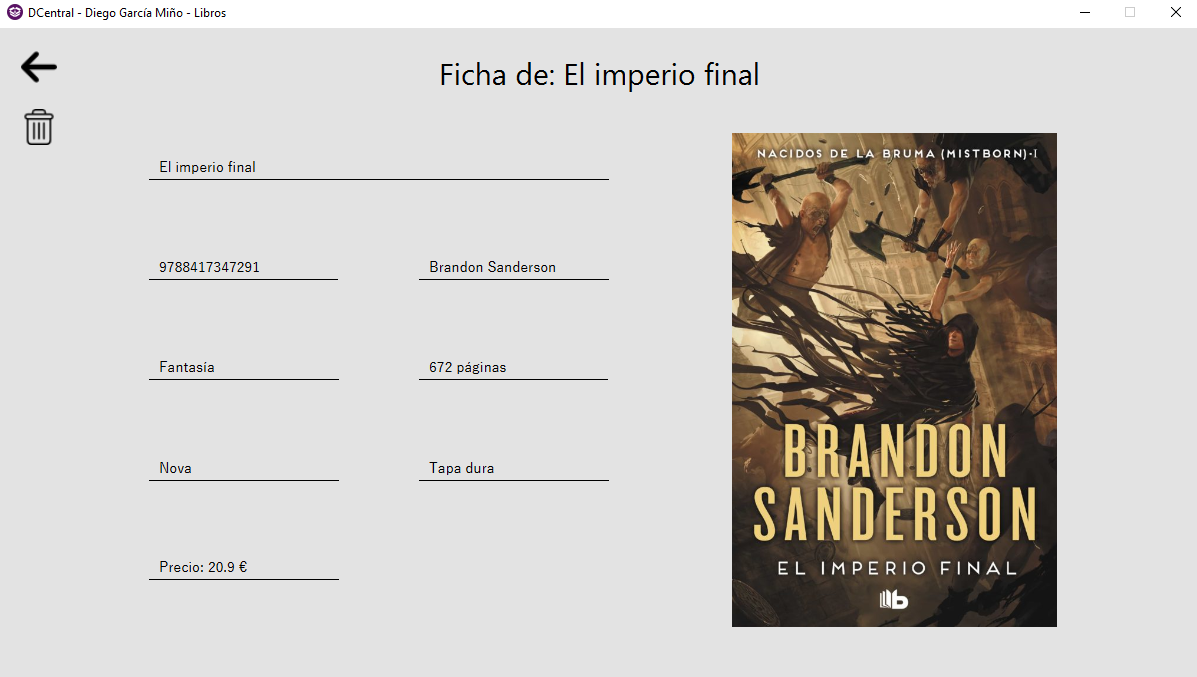 DCentral - Diego García Miño - Libros
Ficha de: El imperio final
El imperio final
9788417347291
Brandon Sanderson
Fantasía
672 páginas
Nova
Tapa dura
Precio: 20.9 €
NACIDOS DE LA BRUMA (MISTBORN)·I
BRANDON
SANDERSON
EL IMPERIO FINAL
b